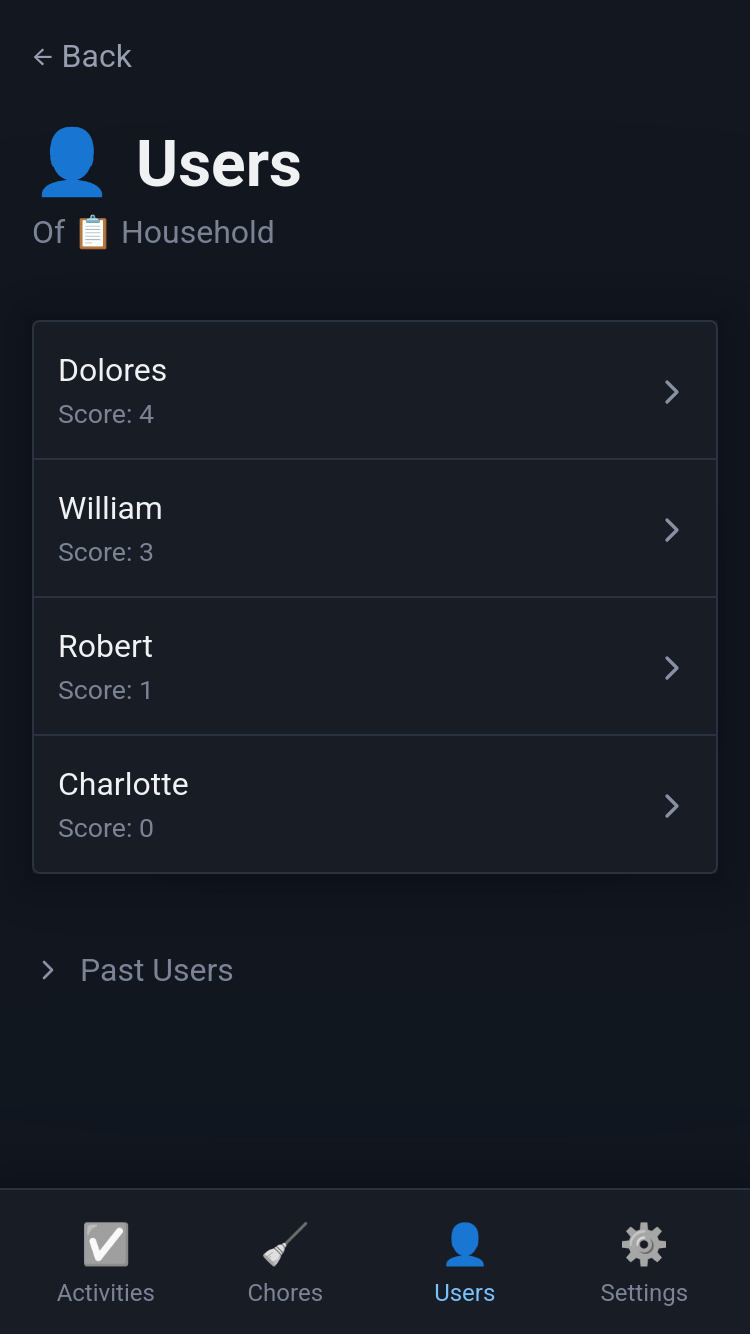 Back
Users
Of Household
Dolores
Score: 4
William
Score: 3
Robert
Score: 1
Charlotte
Score: 0
Past Users
Activities
Chores
Users
Settings